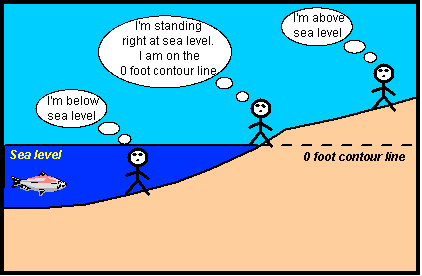 I'm above
sea level
I'm standing
right at sea level.
I am on the
0 foot contour line
I'm below
sea level
Sea level
0 foot contour line